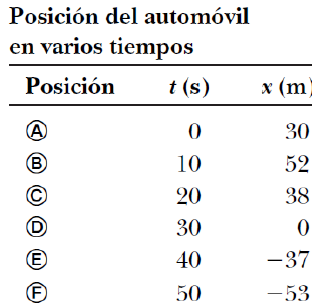 Posición del automóvil
en varios tiempos
Posición t (s) x (m)
Ⓐ 0 30
Ⓑ 10 52
Ⓒ 20 38
Ⓓ 30 0
Ⓔ 40 −37
Ⓕ 50 −53